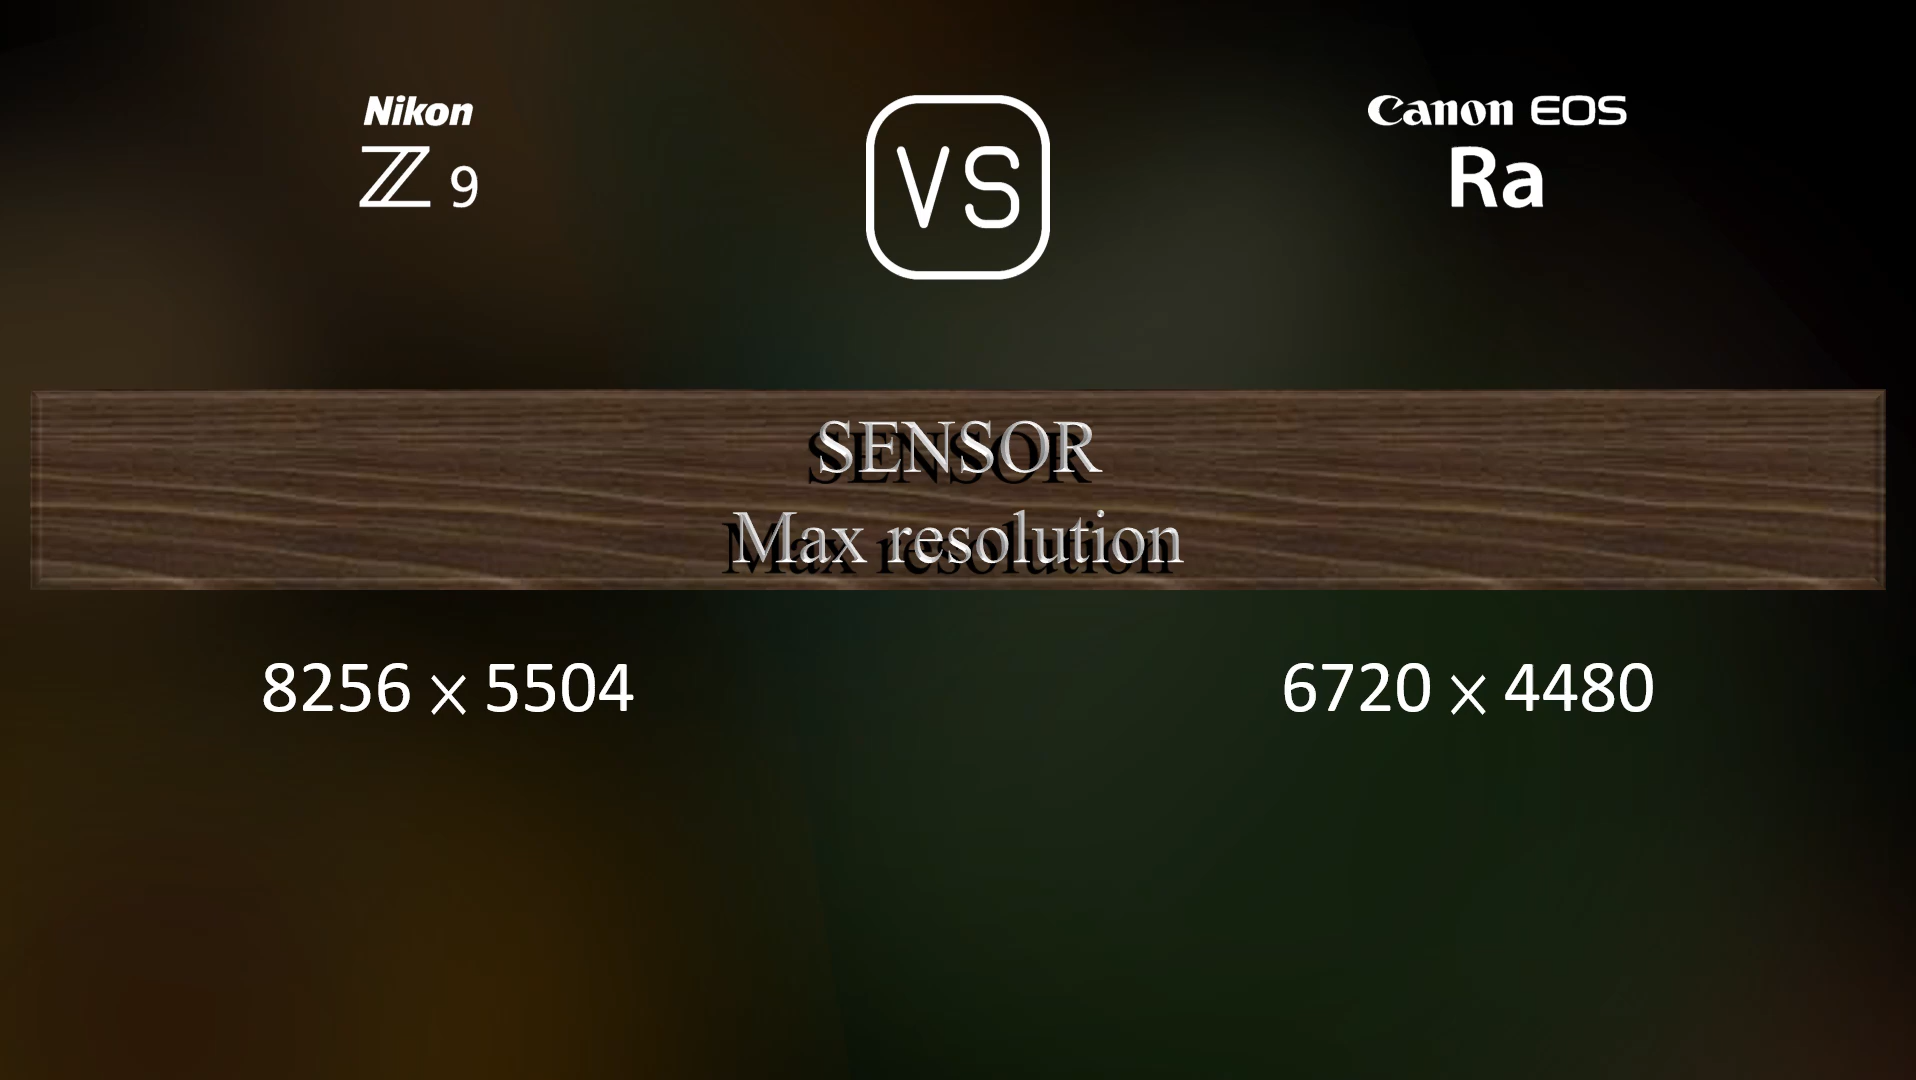 Nikon
Z 9
VS
Canon EOS
Ra
SENSOR
Max resolution
8256 x 5504
6720 x 4480